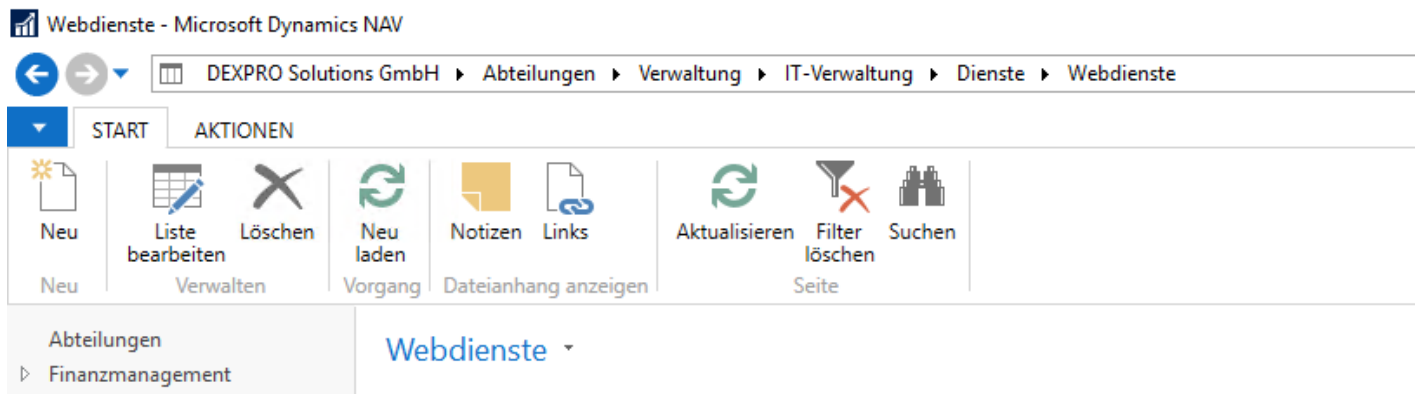 Webdienste - Microsoft Dynamics NAV
DEXPRO Solutions GmbH Abteilungen Verwaltung IT-Verwaltung Dienste Webdienste
START AKTIONEN
Neu Liste bearbeiten Löschen Neu laden Notizen Links Aktualisieren Filter löschen Suchen
Neu Verwalten Vorgang Dateianhang anzeigen Seite
Abteilungen
Finanzmanagement
Webdienste